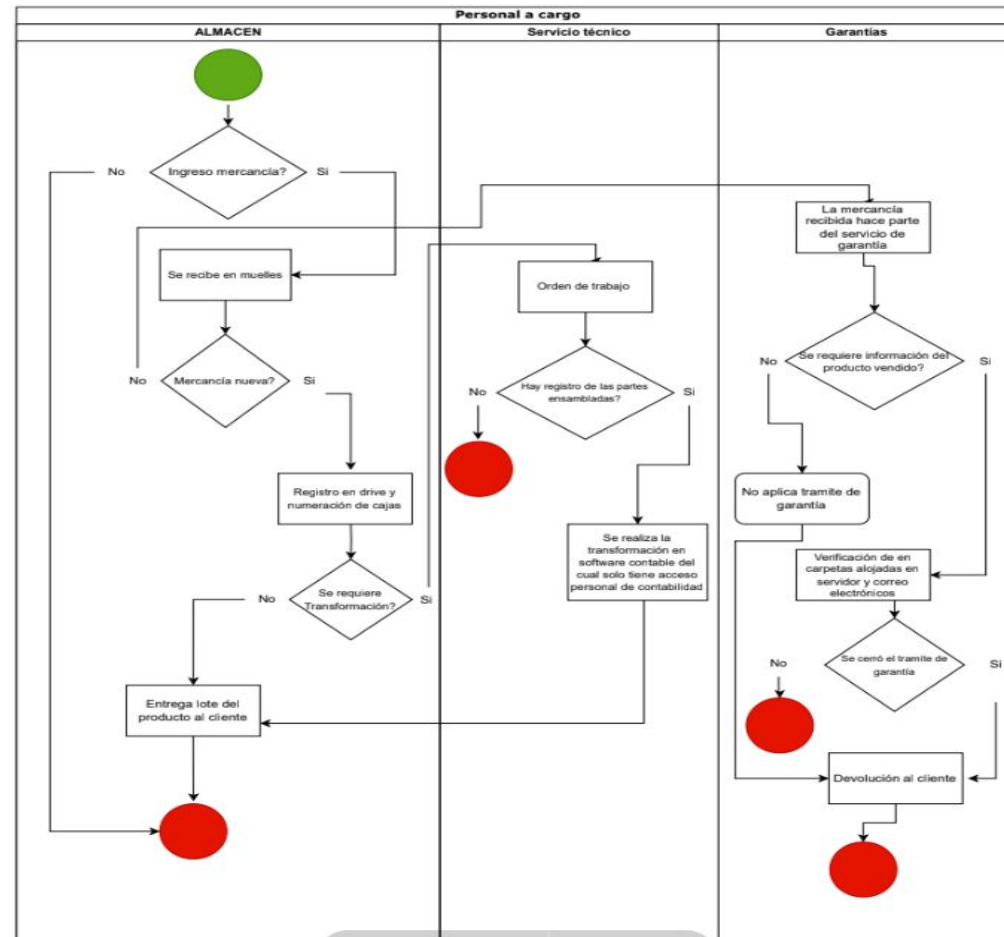 Personal a cargo
ALMACEN
Servicio técnico
Garantías
Ingreso mercancía?
No
Si
Se recibe en muelles
Mercancía nueva?
No
Si
Registro en drive y
numeración de cajas
Se requiere
Transformación?
No
Si
Entrega lote del
producto al cliente
Orden de trabajo
Hay registro de las partes
ensambladas?
No
Si
Se realiza la
transformación en
software contable del
cual solo tiene acceso
personal de contabilidad
La mercancía
recibida hace parte
del servicio de
garantía
Se requiere información del
producto vendido?
No
Si
No aplica tramite de
garantía
Verificación de en
carpetas alojadas en
servidor y correo
electrónicos
Se cerró el tramite de
garantía
No
Si
Devolución al cliente